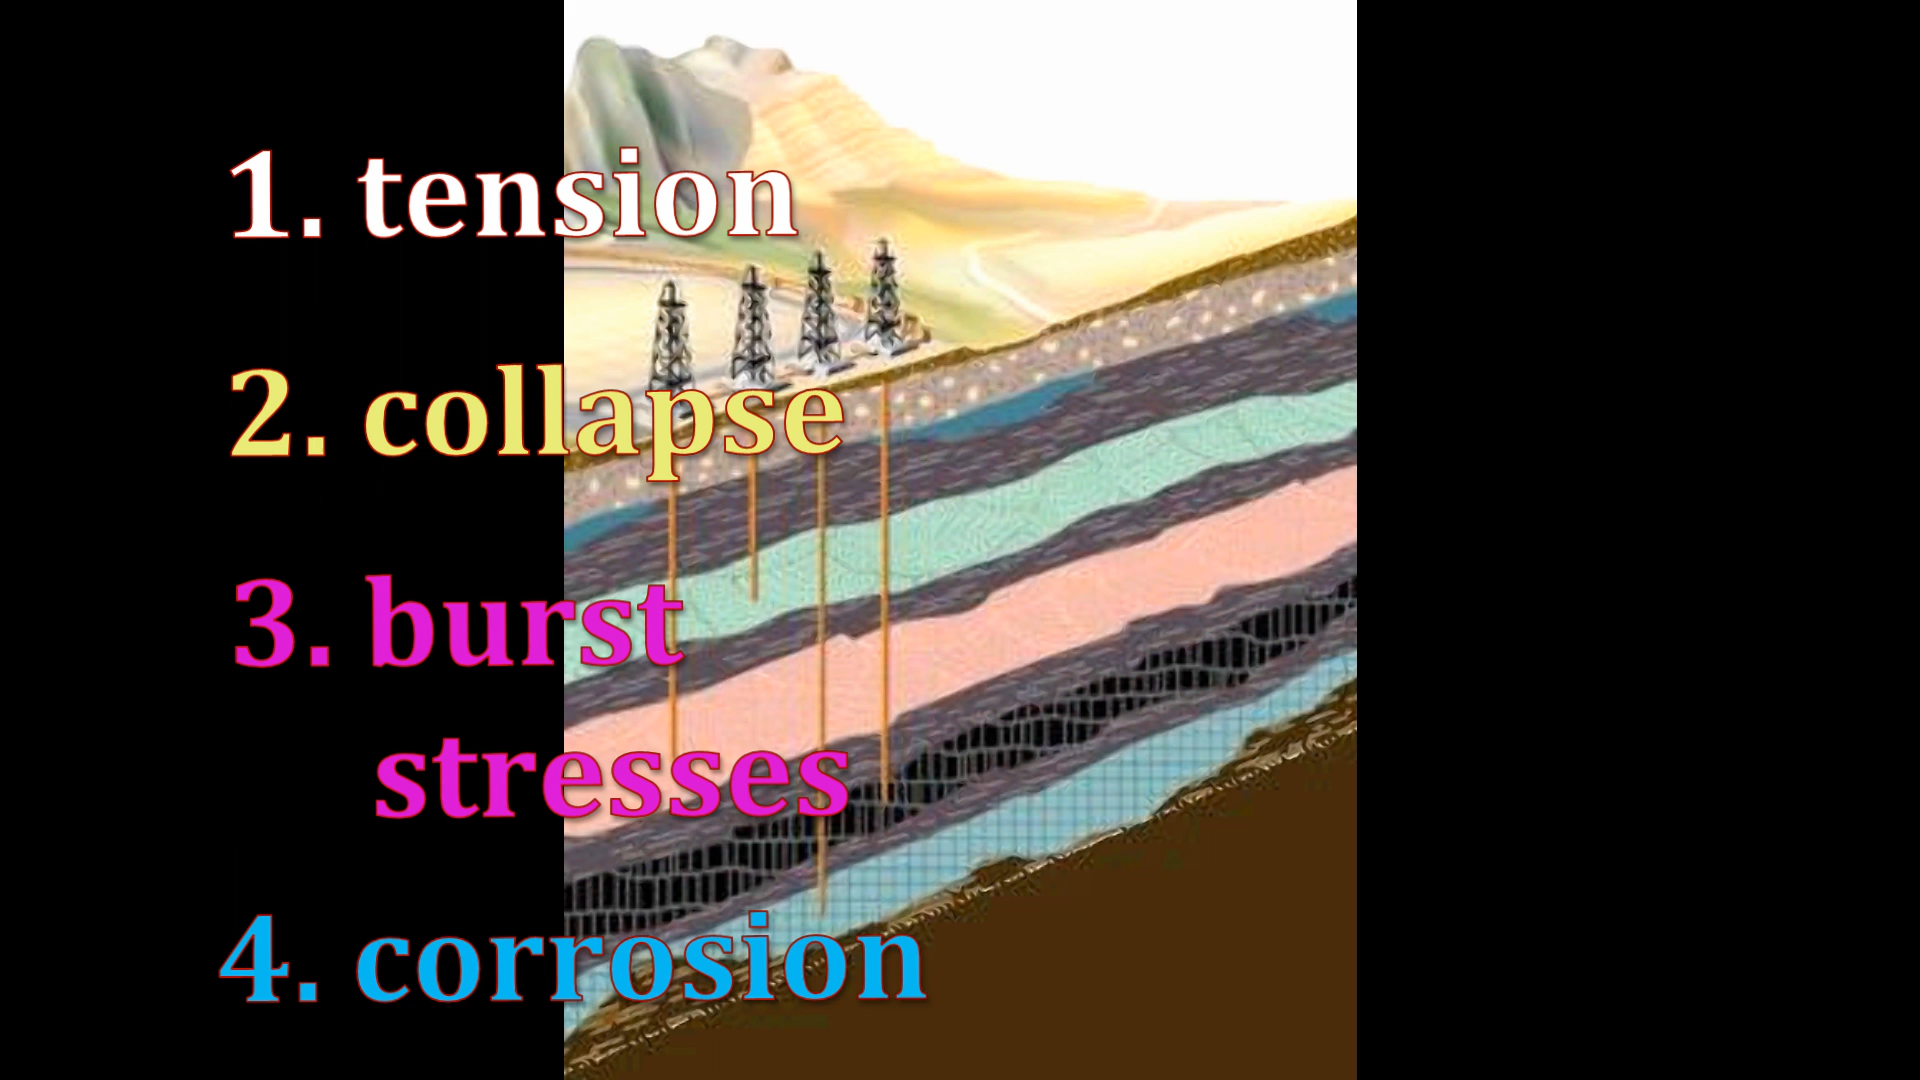 1. tension
2. collapse
3. burst
stresses
4. corrosion